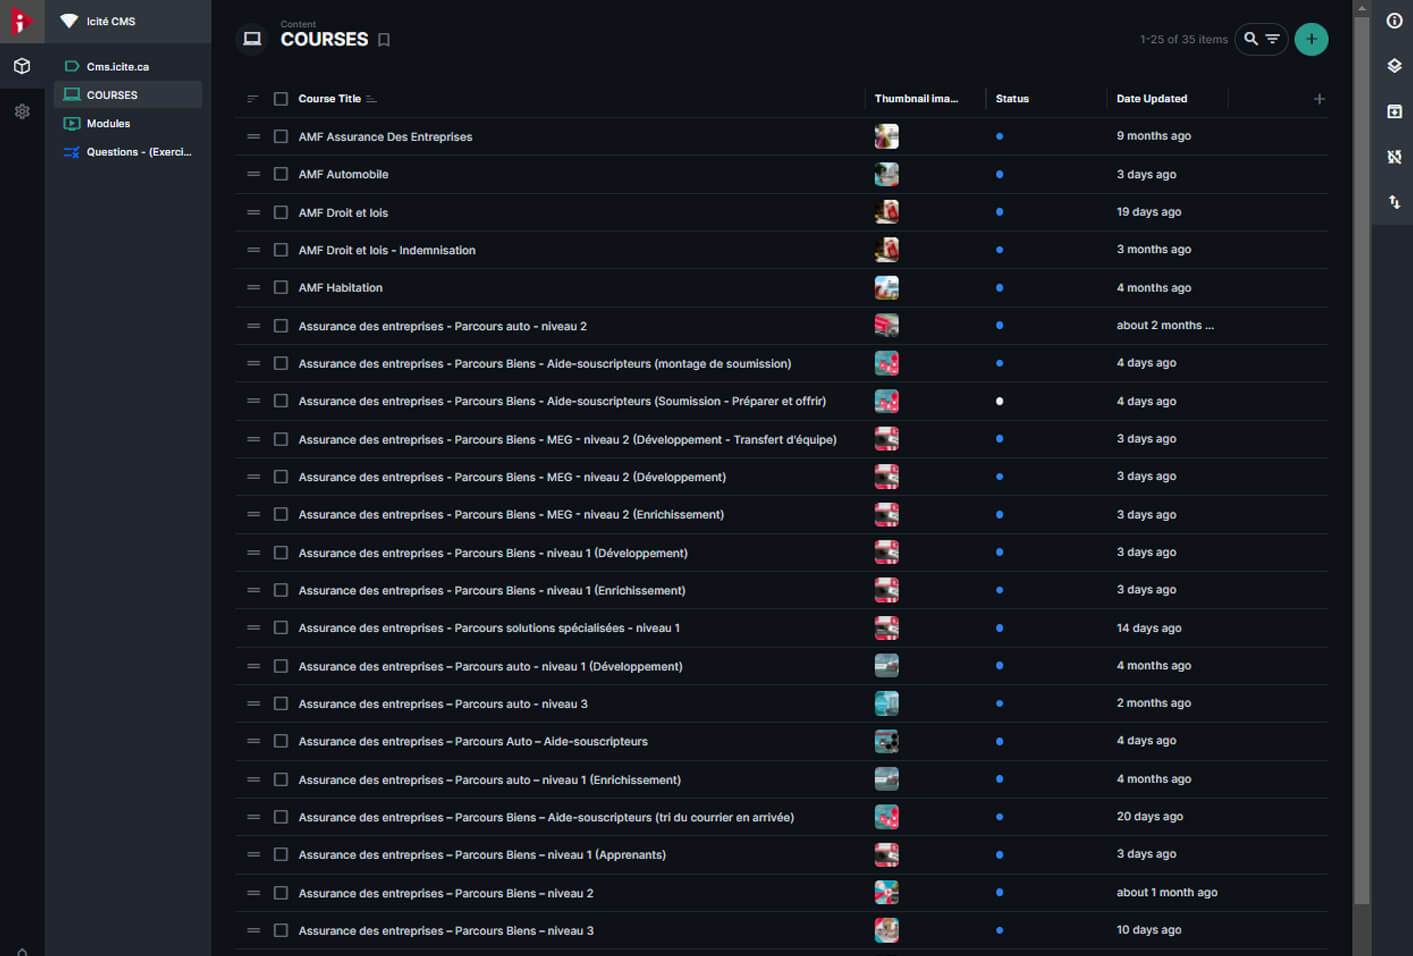 Icité CMS
Cms.icite.ca
COURSES
Modules
Questions - (Exerci...
Content
COURSES
1-25 of 35 items
Course Title
Thumbnail ima...
Status
Date Updated
AMF Assurance Des Entreprises
9 months ago
AMF Automobile
3 days ago
AMF Droit et lois
19 days ago
AMF Droit et lois - Indemnisation
3 months ago
AMF Habitation
4 months ago
Assurance des entreprises - Parcours auto - niveau 2
about 2 months ...
Assurance des entreprises - Parcours Biens - Aide-souscripteurs (montage de soumission)
4 days ago
Assurance des entreprises - Parcours Biens - Aide-souscripteurs (Soumission - Préparer et offrir)
4 days ago
Assurance des entreprises - Parcours Biens - MEG - niveau 2 (Développement - Transfert d'équipe)
3 days ago
Assurance des entreprises - Parcours Biens - MEG - niveau 2 (Développement)
3 days ago
Assurance des entreprises - Parcours Biens - MEG - niveau 2 (Enrichissement)
3 days ago
Assurance des entreprises - Parcours Biens - niveau 1 (Développement)
3 days ago
Assurance des entreprises - Parcours Biens - niveau 1 (Enrichissement)
3 days ago
Assurance des entreprises - Parcours solutions spécialisées - niveau 1
14 days ago
Assurance des entreprises – Parcours auto - niveau 1 (Développement)
4 months ago
Assurance des entreprises – Parcours auto - niveau 3
2 months ago
Assurance des entreprises – Parcours Auto – Aide-souscripteurs
4 days ago
Assurance des entreprises – Parcours auto – niveau 1 (Enrichissement)
4 months ago
Assurance des entreprises – Parcours Biens – Aide-souscripteurs (tri du courrier en arrivée)
20 days ago
Assurance des entreprises – Parcours Biens – niveau 1 (Apprenants)
3 days ago
Assurance des entreprises – Parcours Biens – niveau 2
about 1 month ago
Assurance des entreprises – Parcours Biens – niveau 3
10 days ago